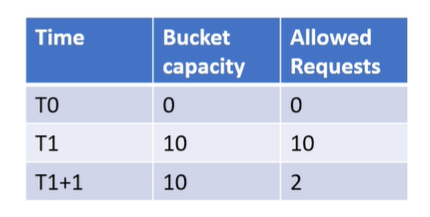 Time Bucket capacity Allowed Requests
T0 0 0
T1 10 10
T1+1 10 2